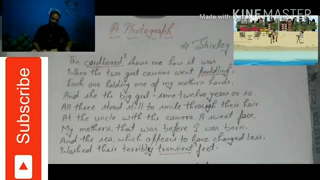 Made with KINEMASTER
A Photograph
⇒ Shirley
The cardboard shows me how it was
When the two girl cousins went paddling,
Each one holding one of my mother's hands,
And she the big girl - some twelve years or so
All three stood still to smile through their hair
At the uncle with the camera. A sweet face,
My mother's, that was before I was born.
And the sea, which appears to have changed less,
Washed their terribly transient feet.
SUBSCRIBE